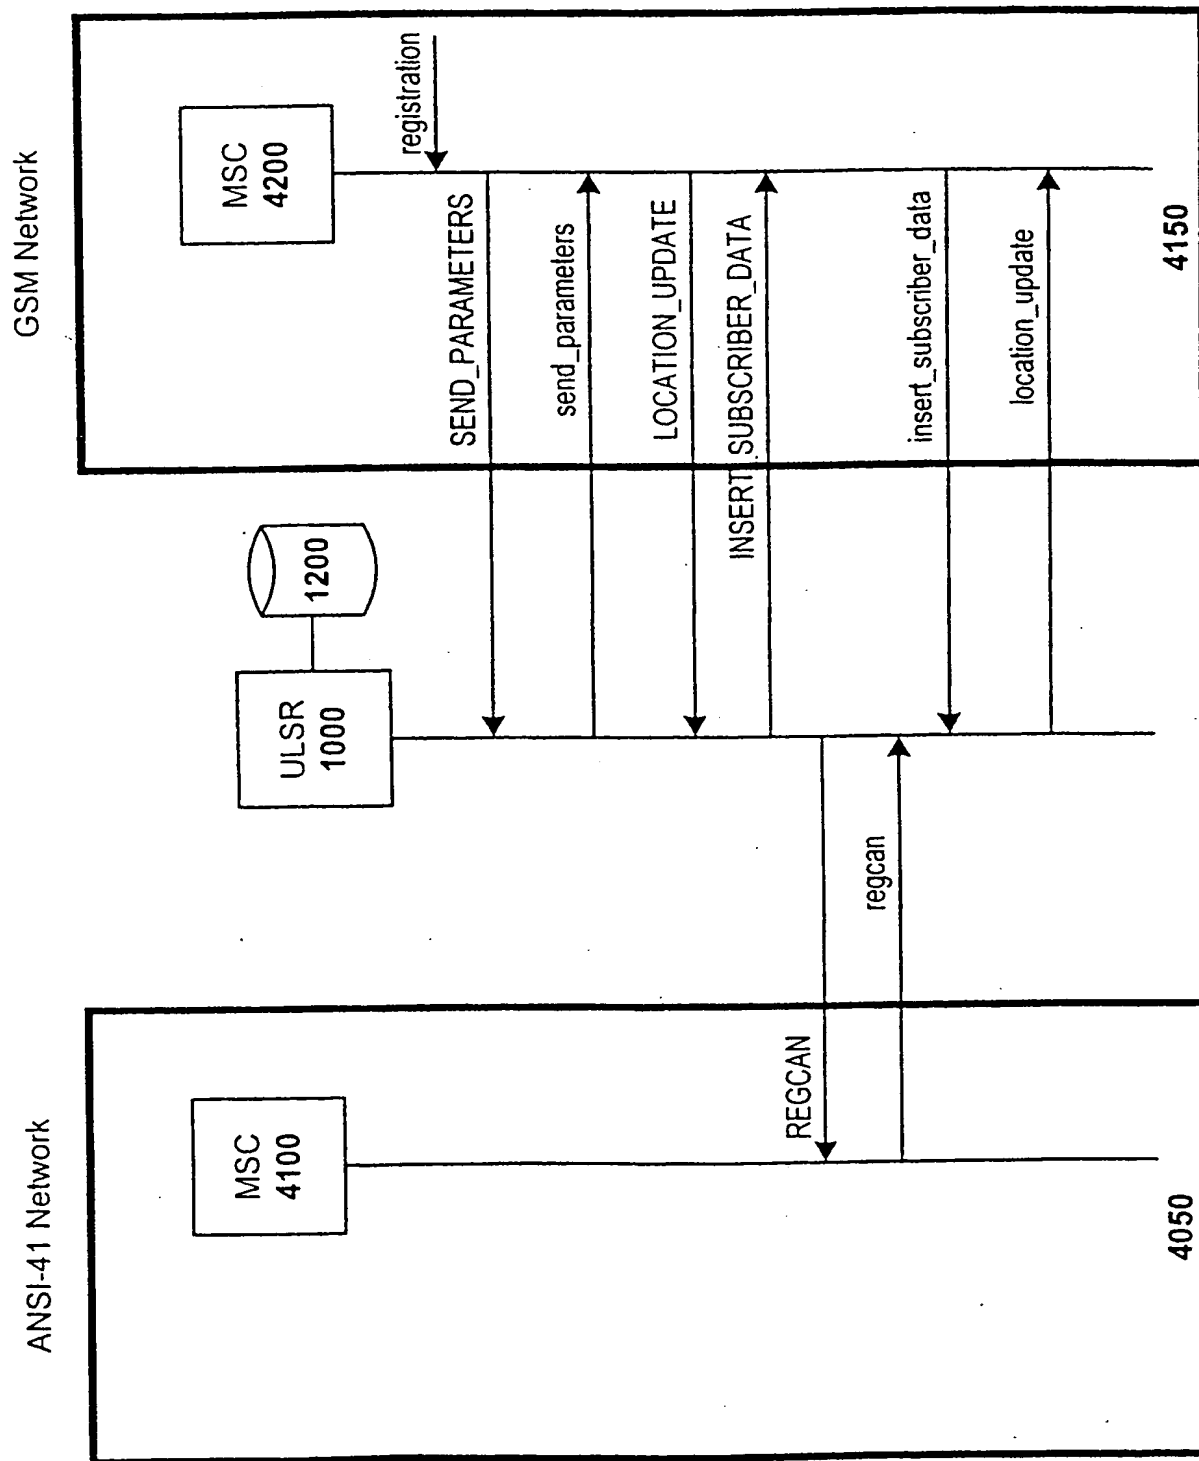 ANSI-41 Network
GSM Network
MSC
4100
ULSR
1000
1200
MSC
4200
registration
SEND_PARAMETERS
send_parameters
LOCATION_UPDATE
INSERT_SUBSCRIBER_DATA
REGCAN
regcan
insert_subscriber_data
location_update
4050
4150